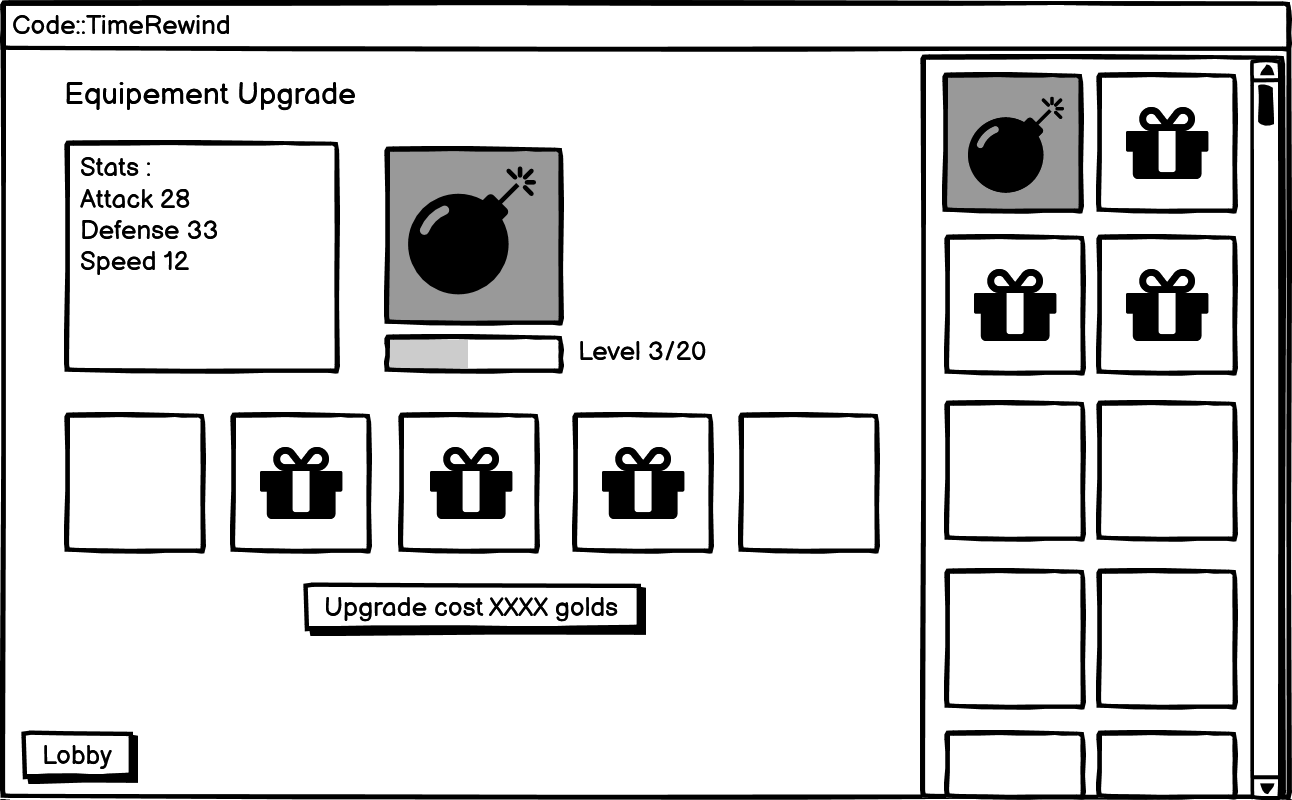 Code::TimeRewind
Equipement Upgrade
Stats :
Attack 28
Defense 33
Speed 12
Level 3/20
Upgrade cost XXXX golds
Lobby